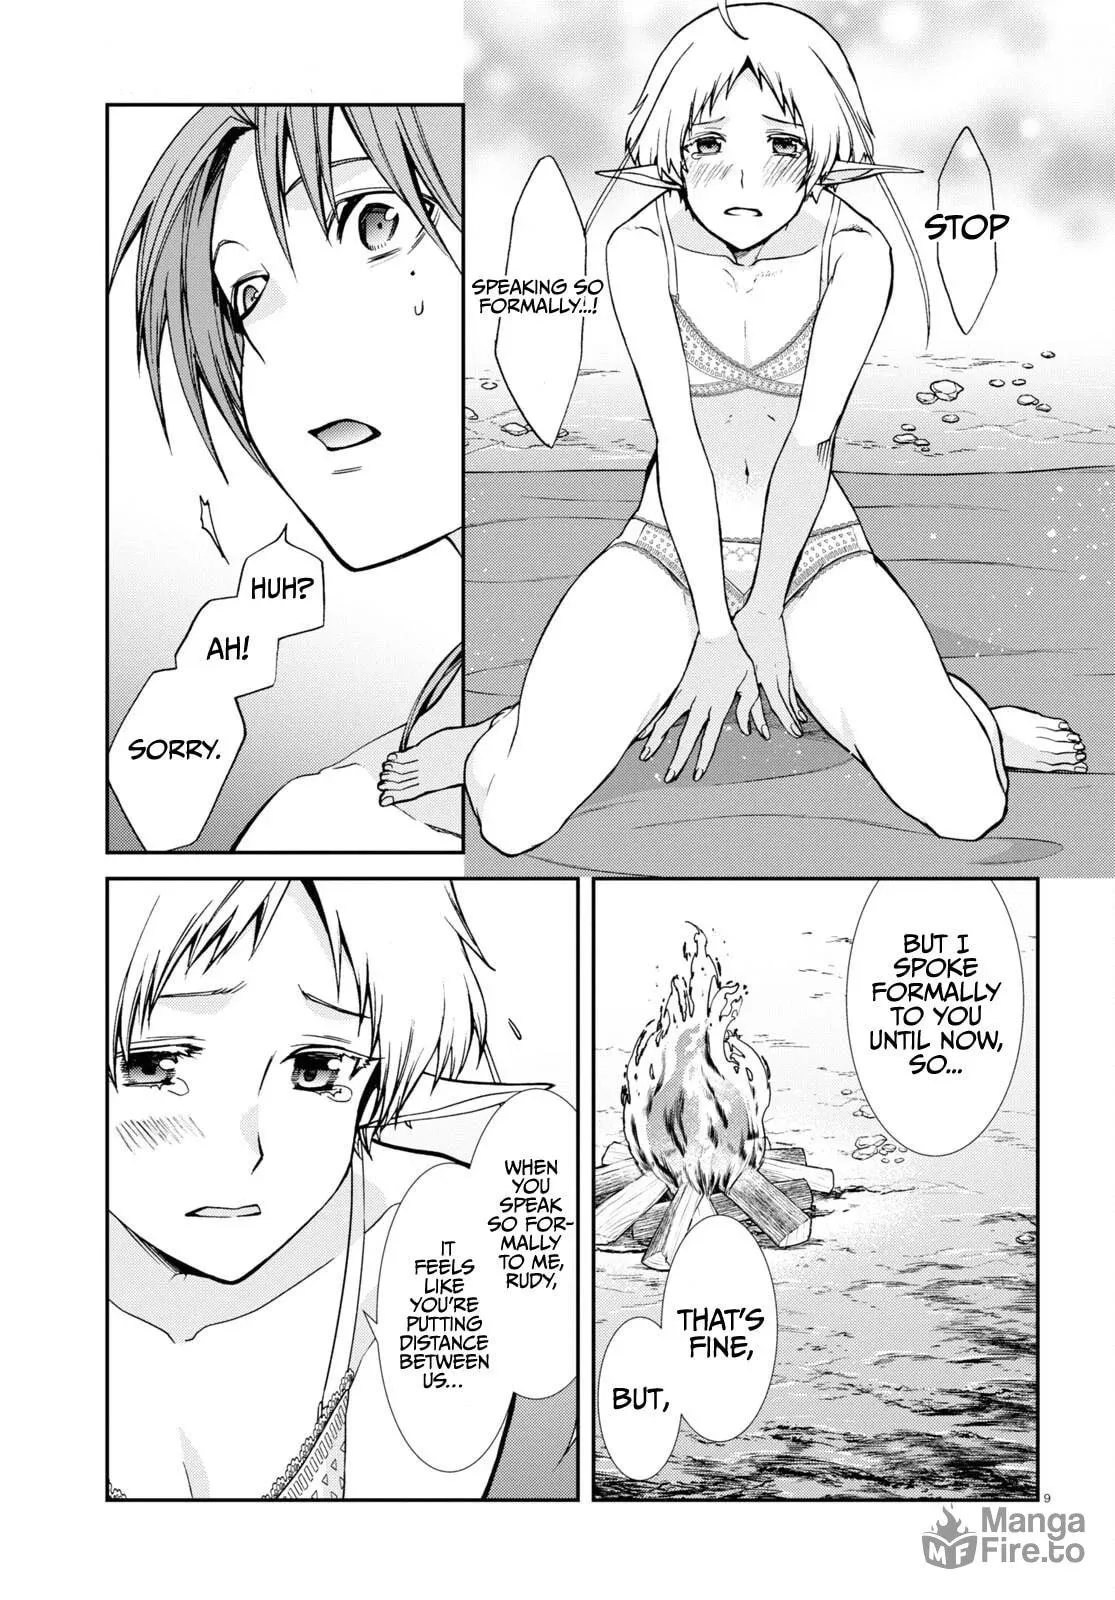 STOP
SPEAKING SO
FORMALLY...!
HUH?
AH!
SORRY.
BUT I
SPOKE
FORMALLY
TO YOU
UNTIL NOW,
SO...
THAT'S
FINE,
BUT,
WHEN
YOU
SPEAK
SO FOR-
MALLY
TO ME,
RUDY,
IT
FEELS
LIKE
YOU'RE
PUTTING
DISTANCE
BETWEEN
US...
9
MF
Manga
Fire.to